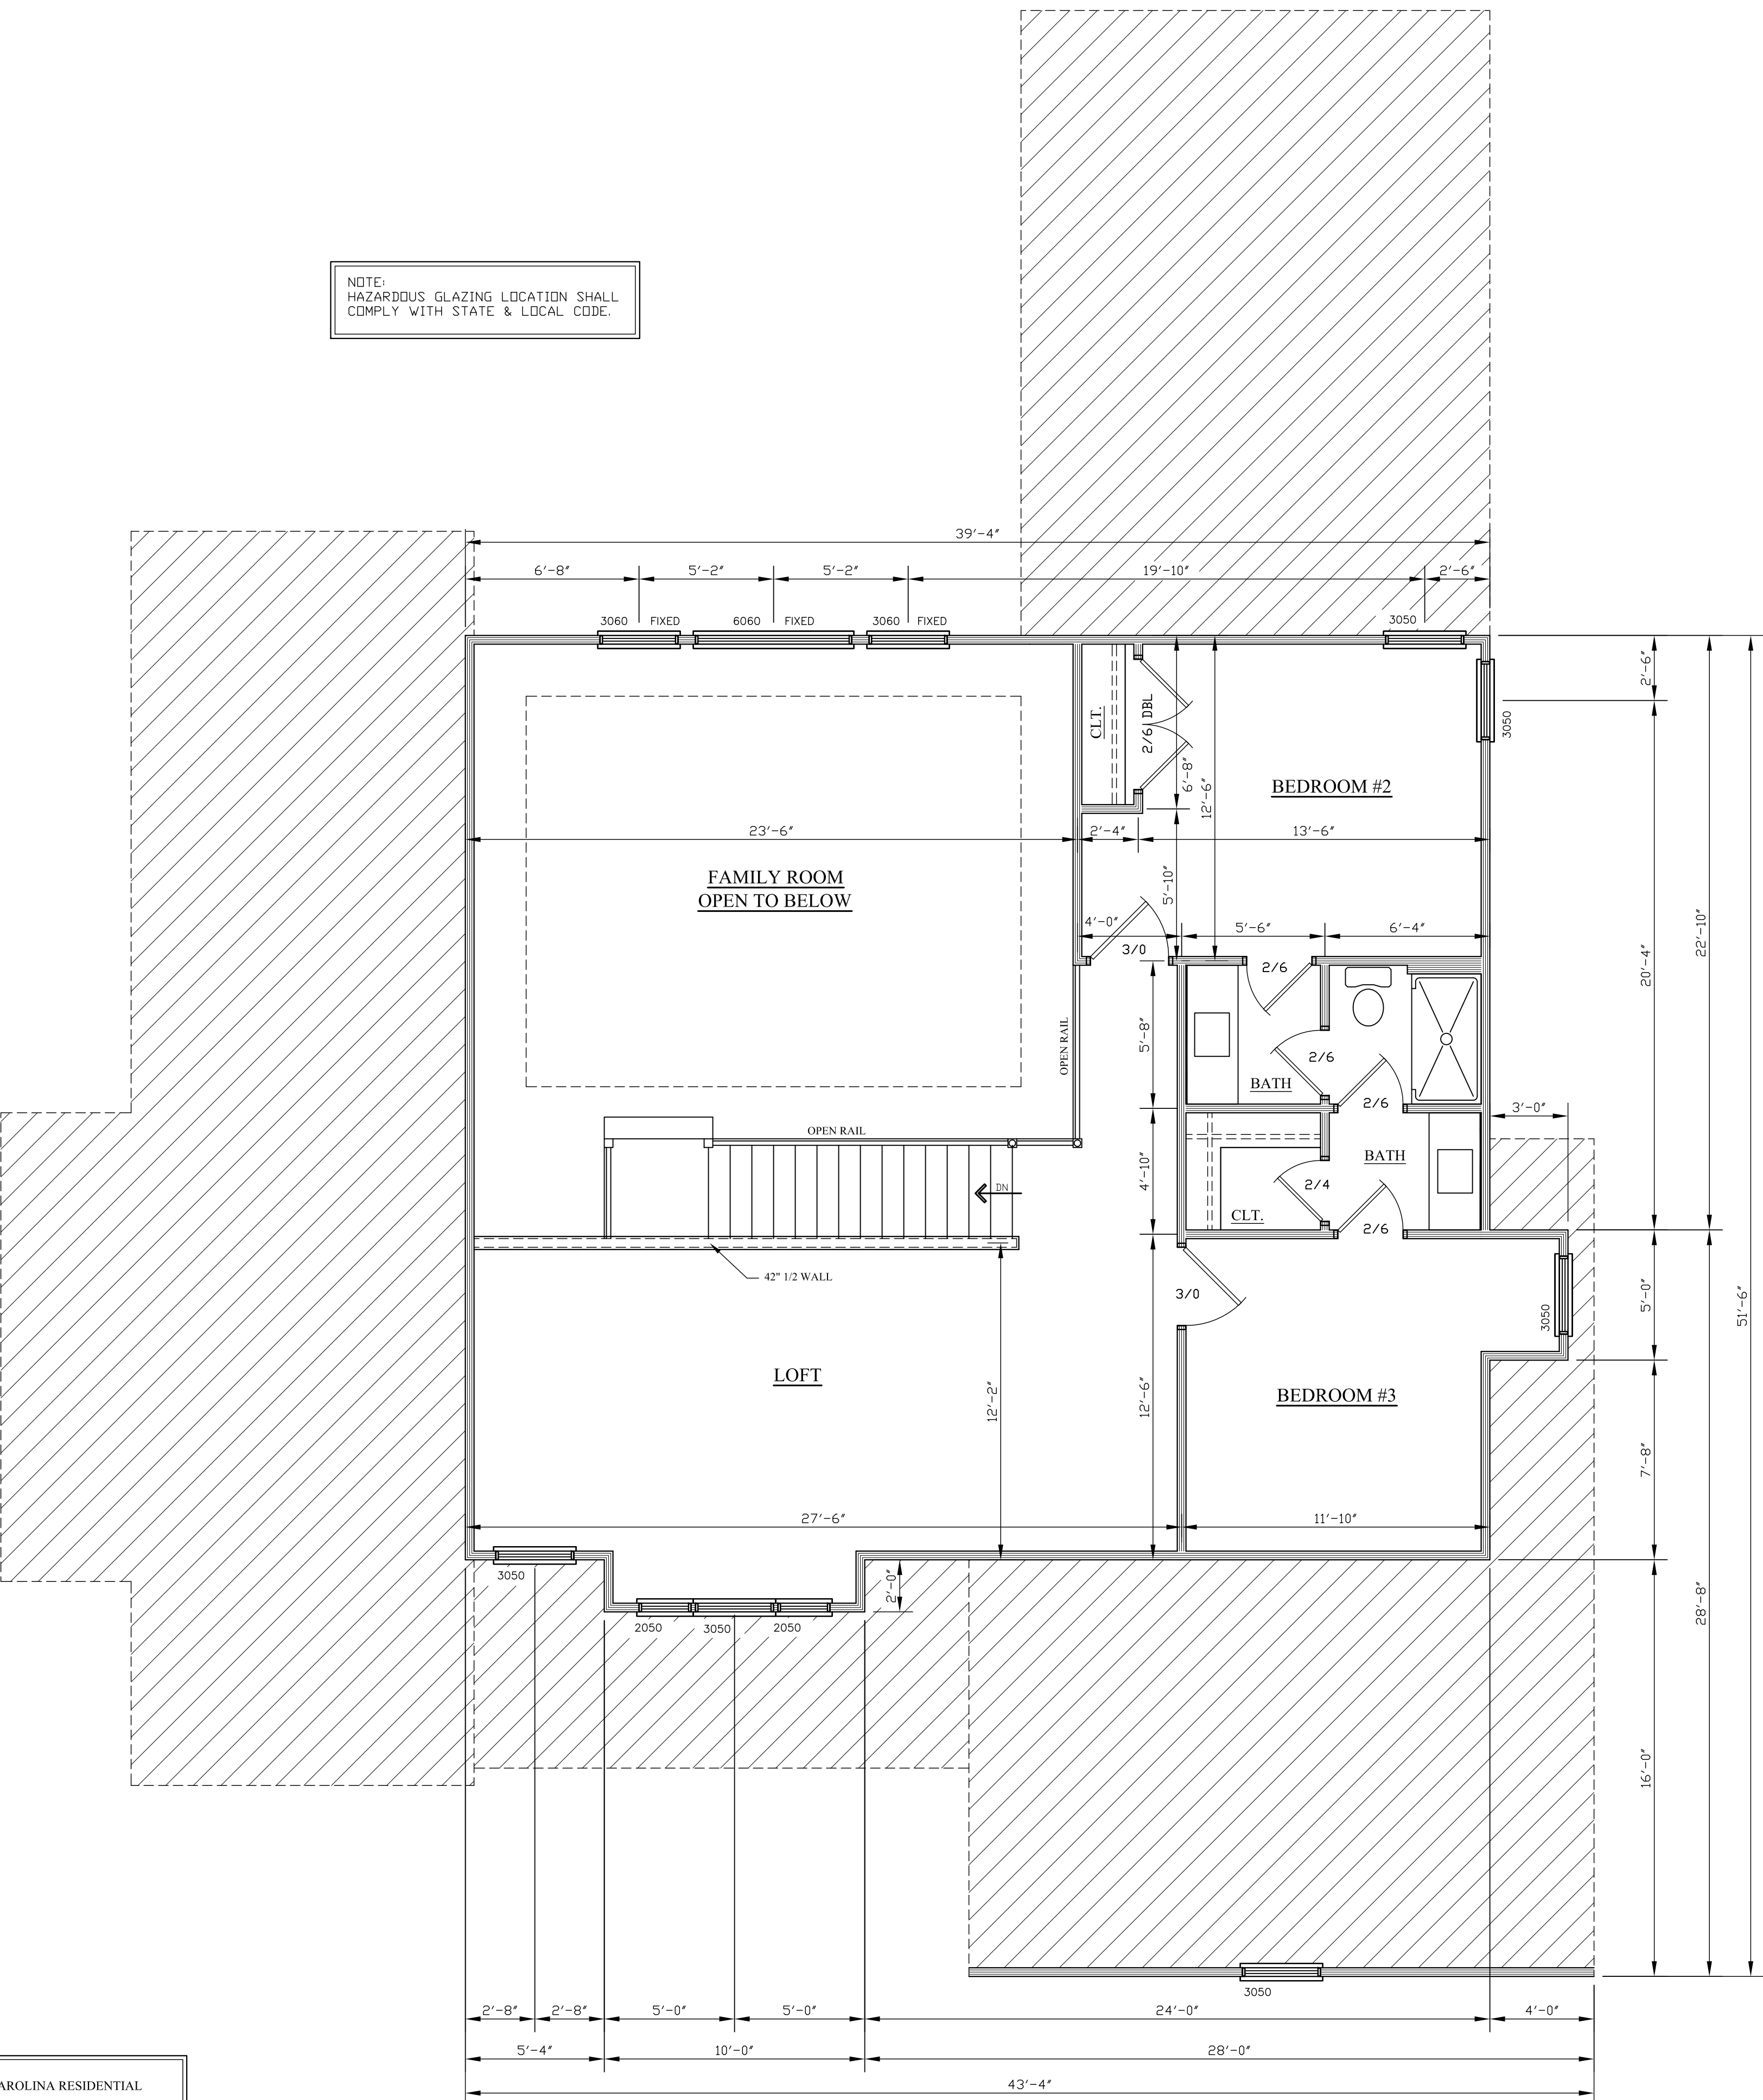 NOTE:
HAZARDOUS GLAZING LOCATION SHALL
COMPLY WITH STATE & LOCAL CODE.
39'-4"
6'-8"
5'-2"
5'-2"
19'-10"
2'-6"
3060 FIXED
6060 FIXED
3060 FIXED
3050
2'-6"
3050
CLT.
2/6 DBL
6'-8"
12'-6"
BEDROOM #2
23'-6"
2'-4"
13'-6"
FAMILY ROOM
OPEN TO BELOW
5'-10"
4'-0"
5'-6"
6'-4"
3/0
2/6
20'-4"
22'-10"
OPEN RAIL
5'-8"
2/6
BATH
2/6
3'-0"
OPEN RAIL
4'-10"
BATH
2/4
DN
CLT.
2/6
42" 1/2 WALL
3/0
3050
5'-0"
51'-6"
LOFT
12'-2"
12'-6"
BEDROOM #3
7'-8"
27'-6"
11'-10"
3050
2'-0"
2050
3050
2050
28'-8"
16'-0"
3050
2'-8"
2'-8"
5'-0"
5'-0"
24'-0"
4'-0"
5'-4"
10'-0"
28'-0"
43'-4"
RESIDENTIAL